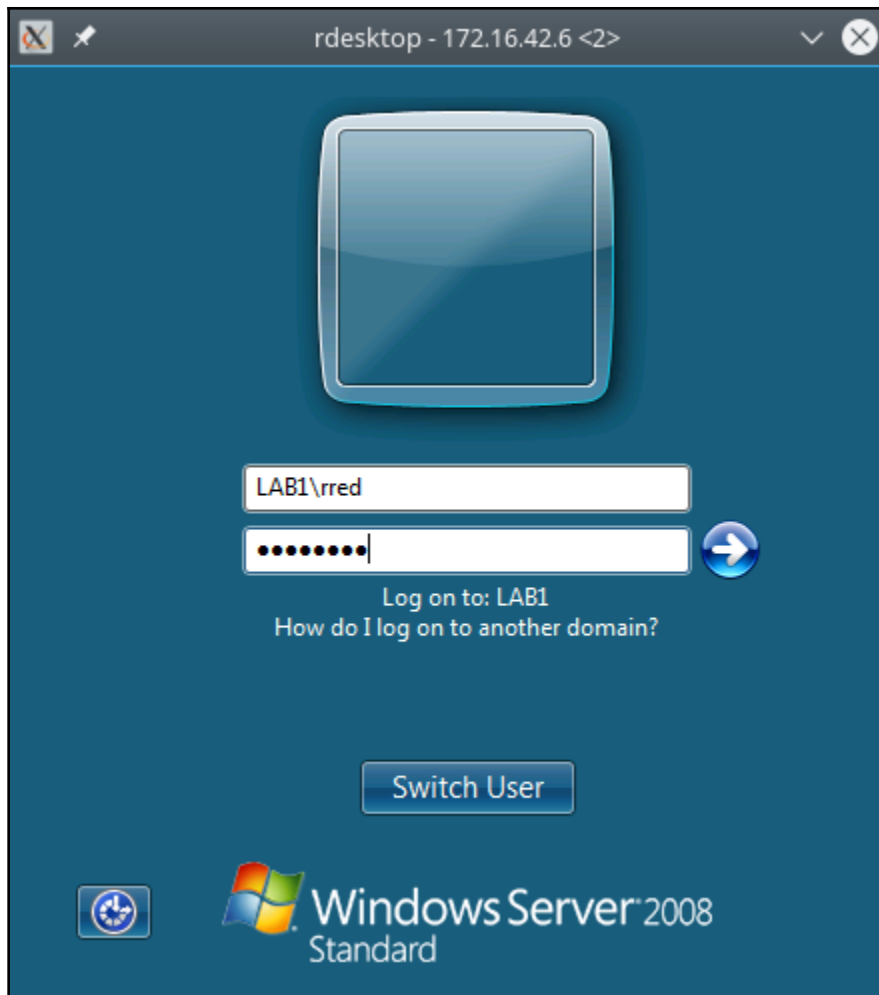 rdesktop - 172.16.42.6 <2>
LAB1\rred
••••••••
Log on to: LAB1
How do I log on to another domain?
Switch User
Windows Server 2008
Standard